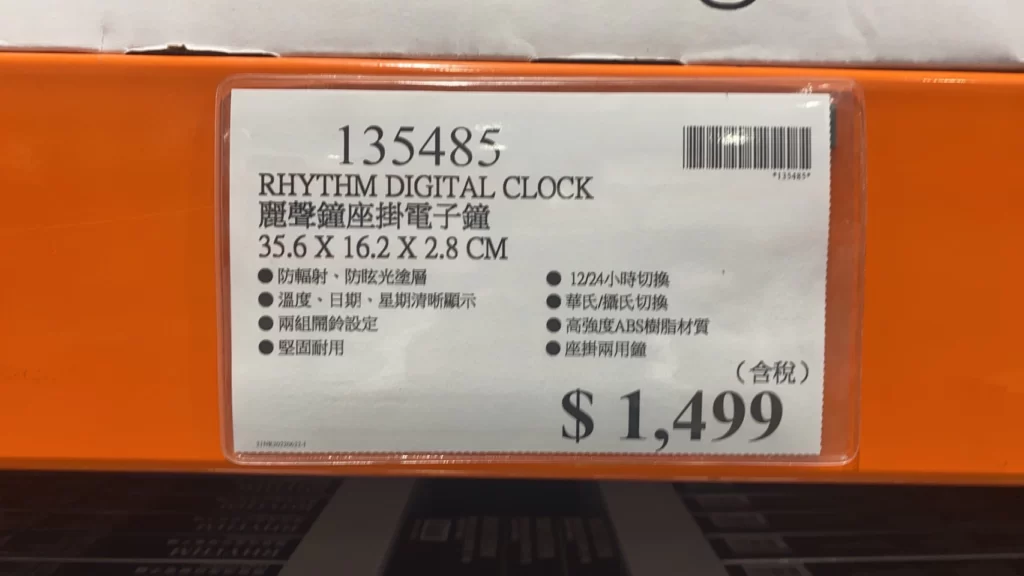 135485
*135485*
RHYTHM DIGITAL CLOCK
麗聲鐘座掛電子鐘
35.6 X 16.2 X 2.8 CM
● 防輻射、防眩光塗層
● 溫度、日期、星期清晰顯示
● 兩組鬧鈴設定
● 堅固耐用
● 12/24小時切換
● 華氏/攝氏切換
● 高強度ABS樹脂材質
● 座掛兩用鐘
（含稅）
$ 1,499